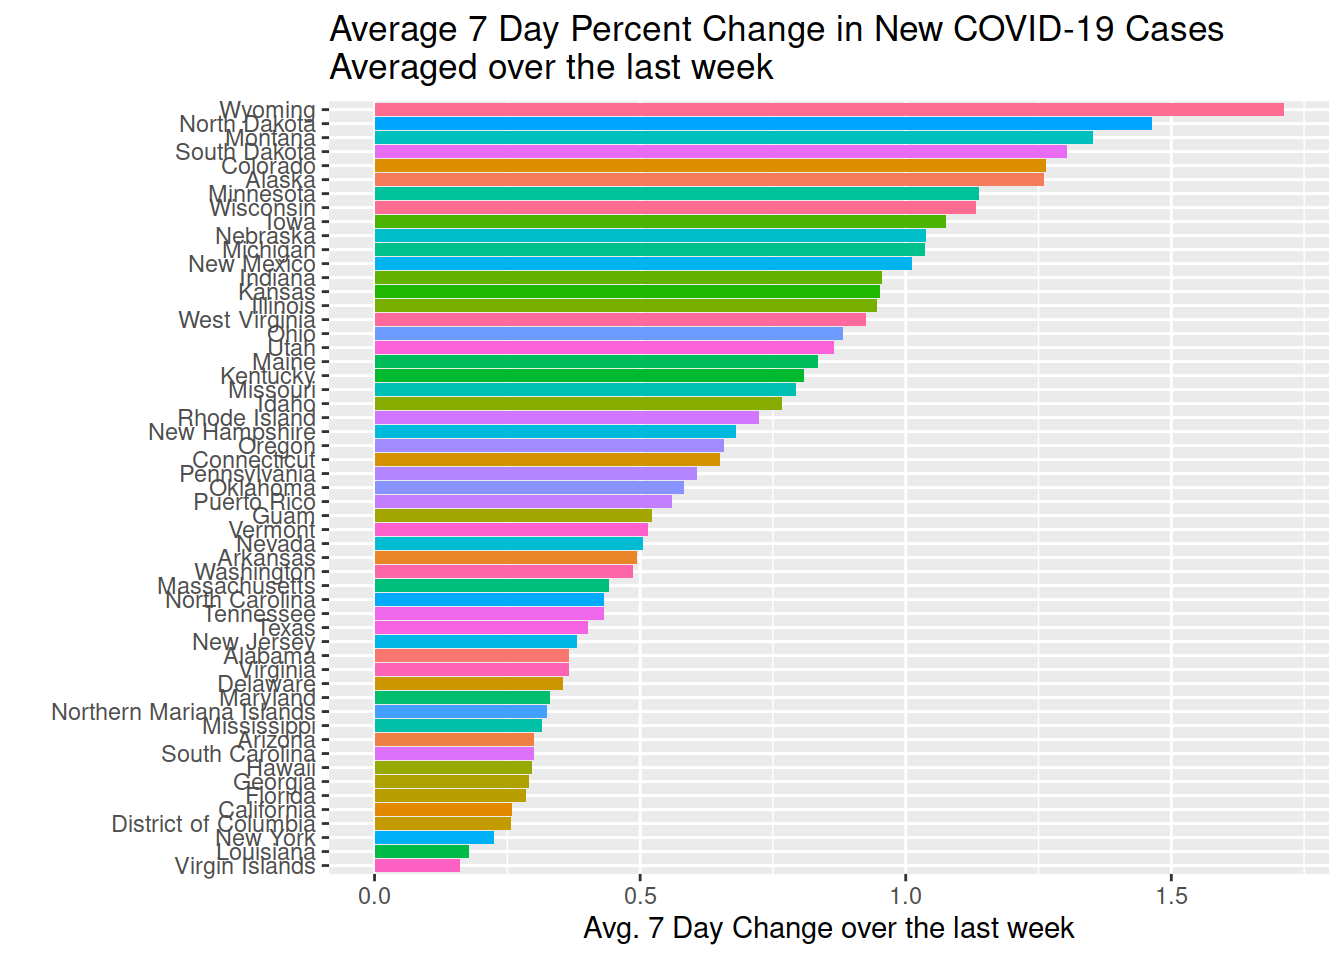 Average 7 Day Percent Change in New COVID-19 Cases
Averaged over the last week
Wyoming
North Dakota
Montana
South Dakota
Colorado
Alaska
Minnesota
Wisconsin
Iowa
Nebraska
Michigan
New Mexico
Indiana
Kansas
Illinois
West Virginia
Ohio
Utah
Maine
Kentucky
Missouri
Idaho
Rhode Island
New Hampshire
Oregon
Connecticut
Pennsylvania
Oklahoma
Puerto Rico
Guam
Vermont
Nevada
Arkansas
Washington
Massachusetts
North Carolina
Tennessee
Texas
New Jersey
Alabama
Virginia
Delaware
Maryland
Northern Mariana Islands
Mississippi
Arizona
South Carolina
Hawaii
Georgia
Florida
California
District of Columbia
New York
Louisiana
Virgin Islands
0.0 0.5 1.0 1.5
Avg. 7 Day Change over the last week